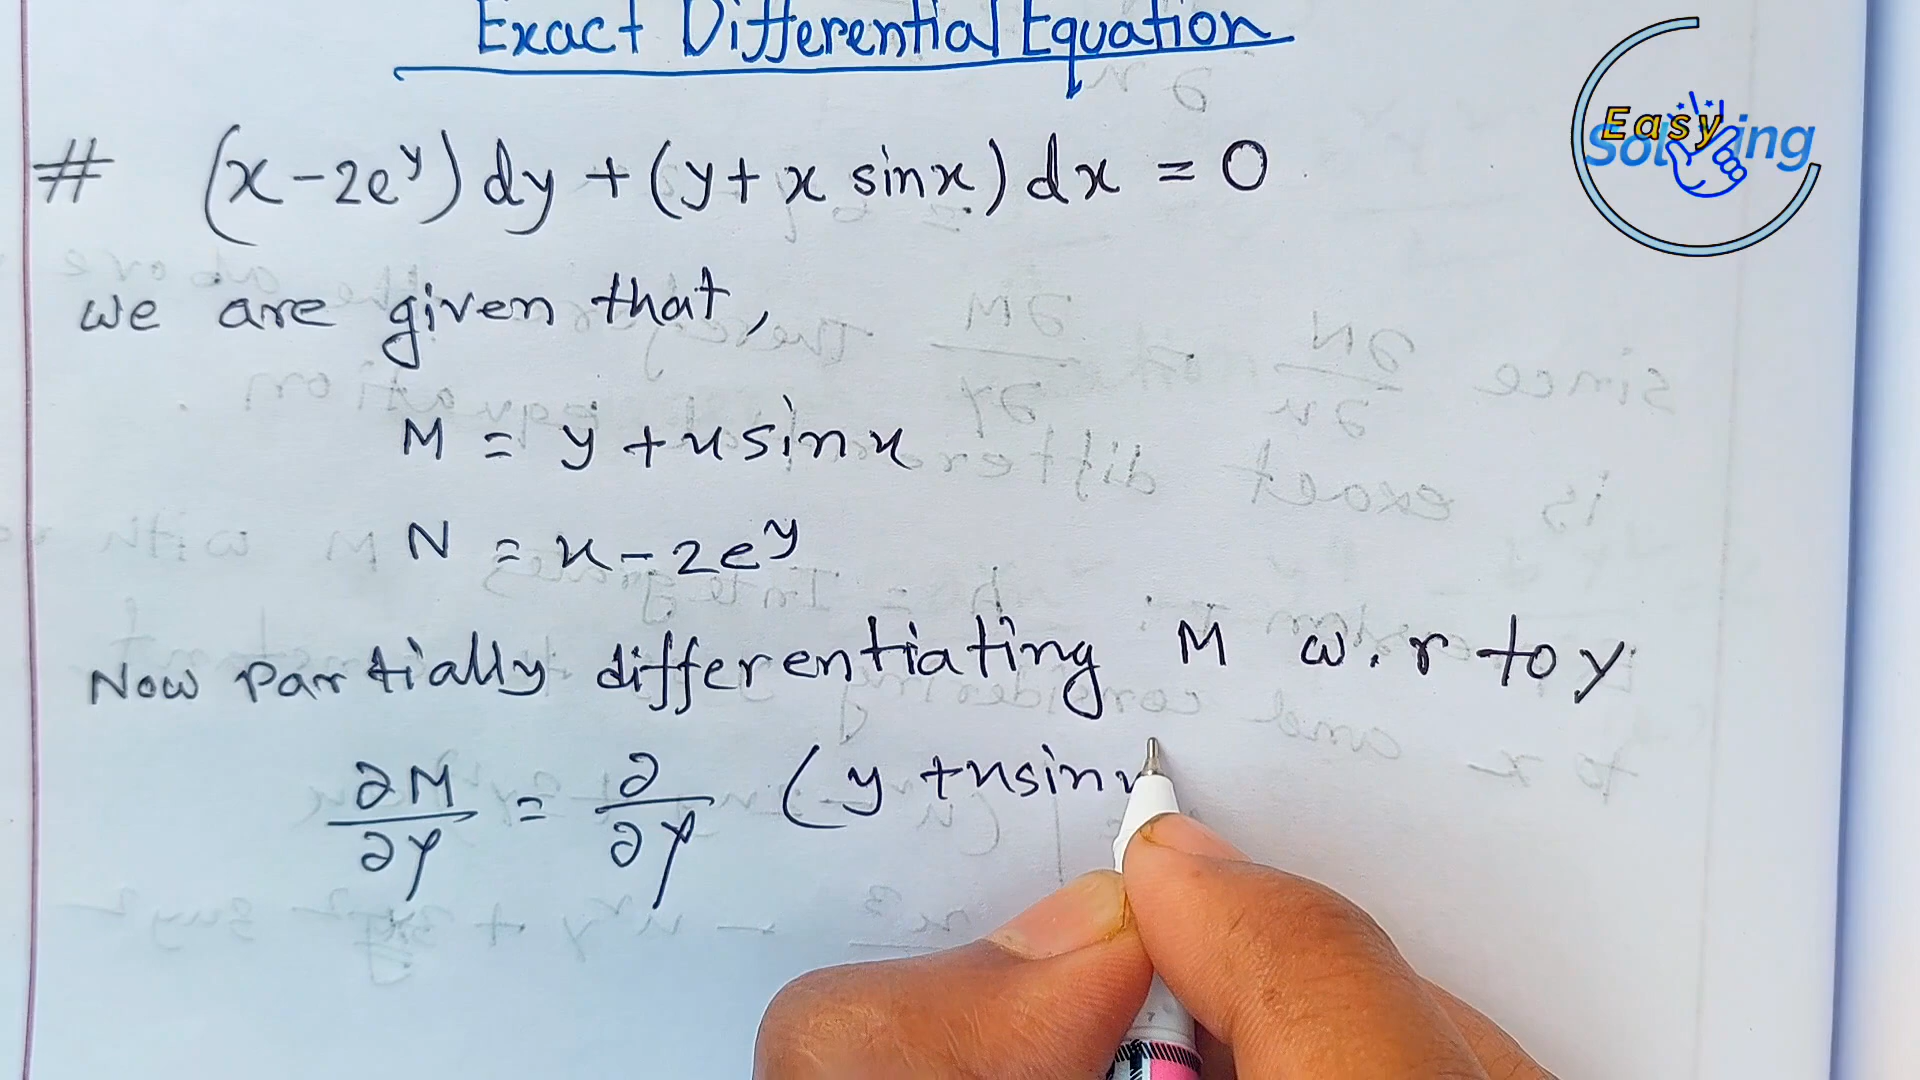 Exact Differential Equation
Easy
Solving
# (x-2e^y) dy + (y + x sinx) dx = 0
we are given that,
M = y + x sinx
N = x - 2e^y
Now Partially differentiating M w.r to y
∂M/∂y = ∂/∂y (y + x sin x